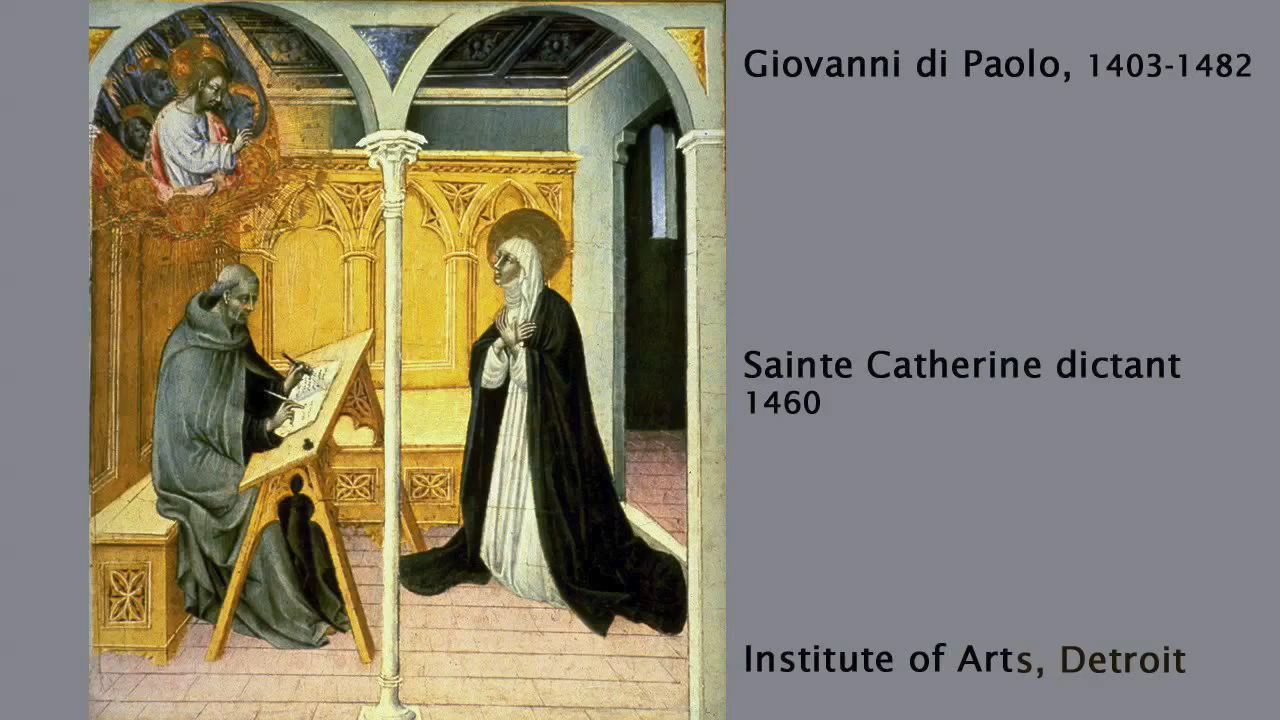 Giovanni di Paolo, 1403-1482
Sainte Catherine dictant
1460
Institute of Arts, Detroit